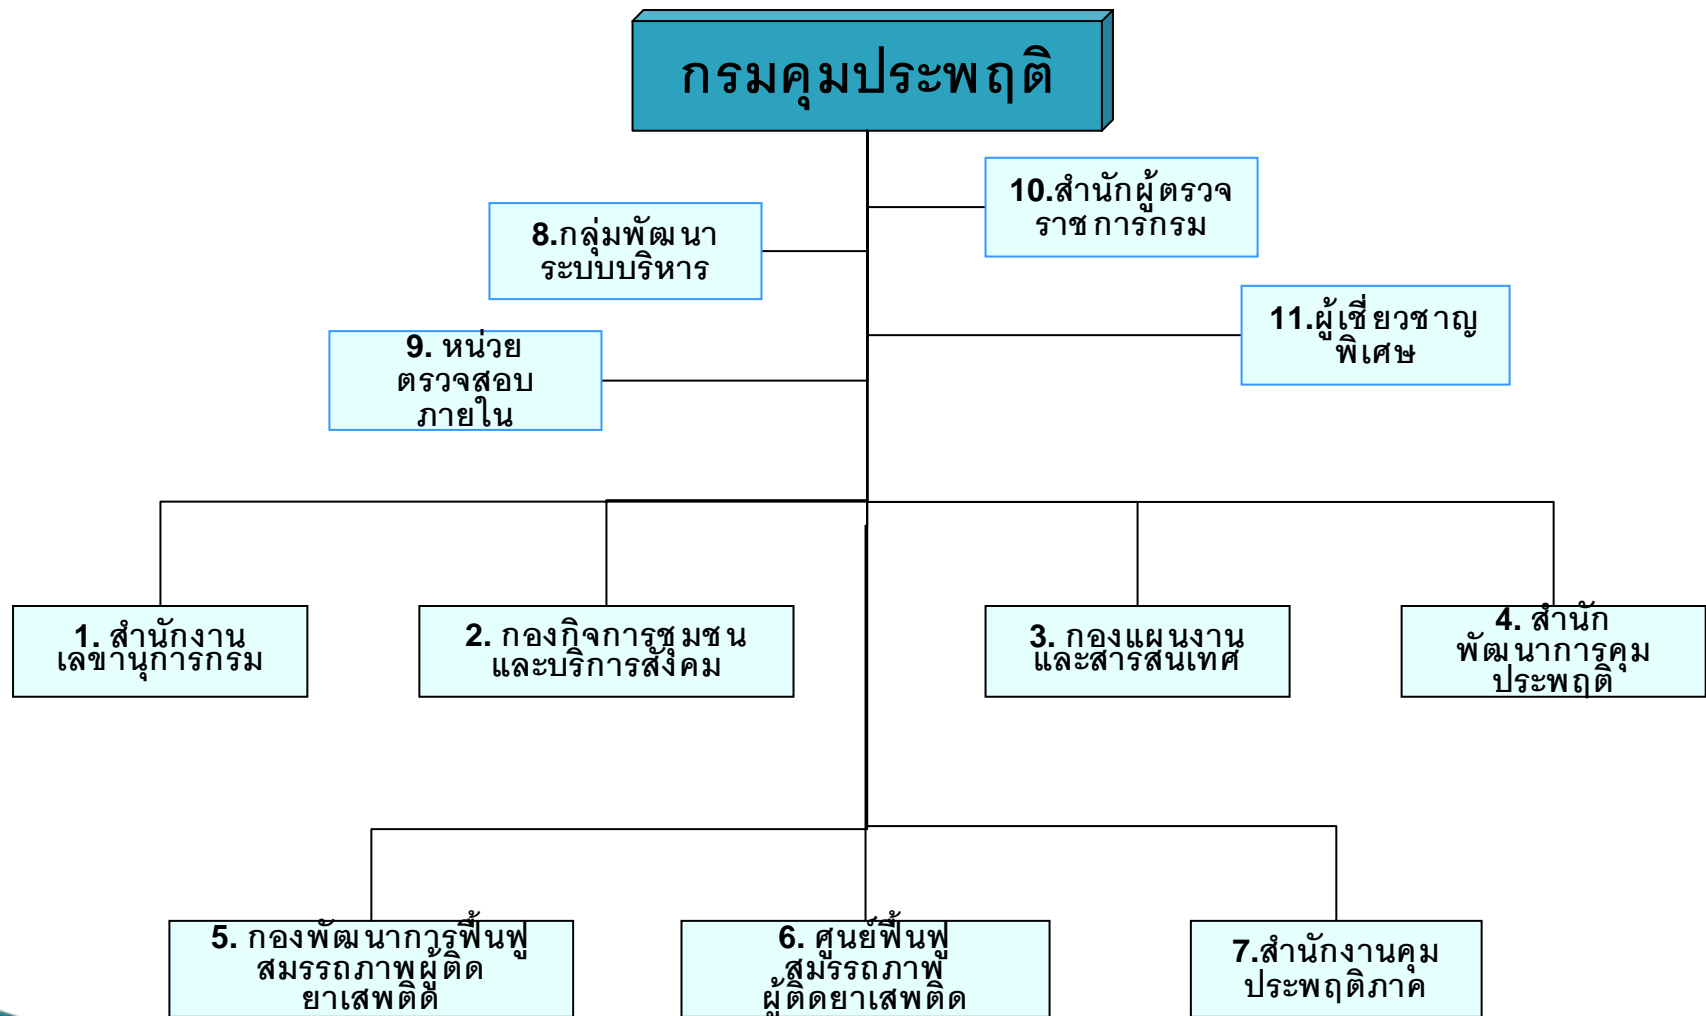 กรมคุมประพฤติ
10.สำนักผู้ตรวจ
ราชการกรม
8.กลุ่มพัฒนา
ระบบบริหาร
11.ผู้เชี่ยวชาญ
พิเศษ
9. หน่วย
ตรวจสอบ
ภายใน
1. สำนักงาน
เลขานุการกรม
2. กองกิจการชุมชน
และบริการสังคม
3. กองแผนงาน
และสารสนเทศ
4. สำนัก
พัฒนาการคุม
ประพฤติ
5. กองพัฒนาการฟื้นฟู
สมรรถภาพผู้ติด
ยาเสพติด
6. ศูนย์ฟื้นฟู
สมรรถภาพ
ผู้ติดยาเสพติด
7.สำนักงานคุม
ประพฤติภาค